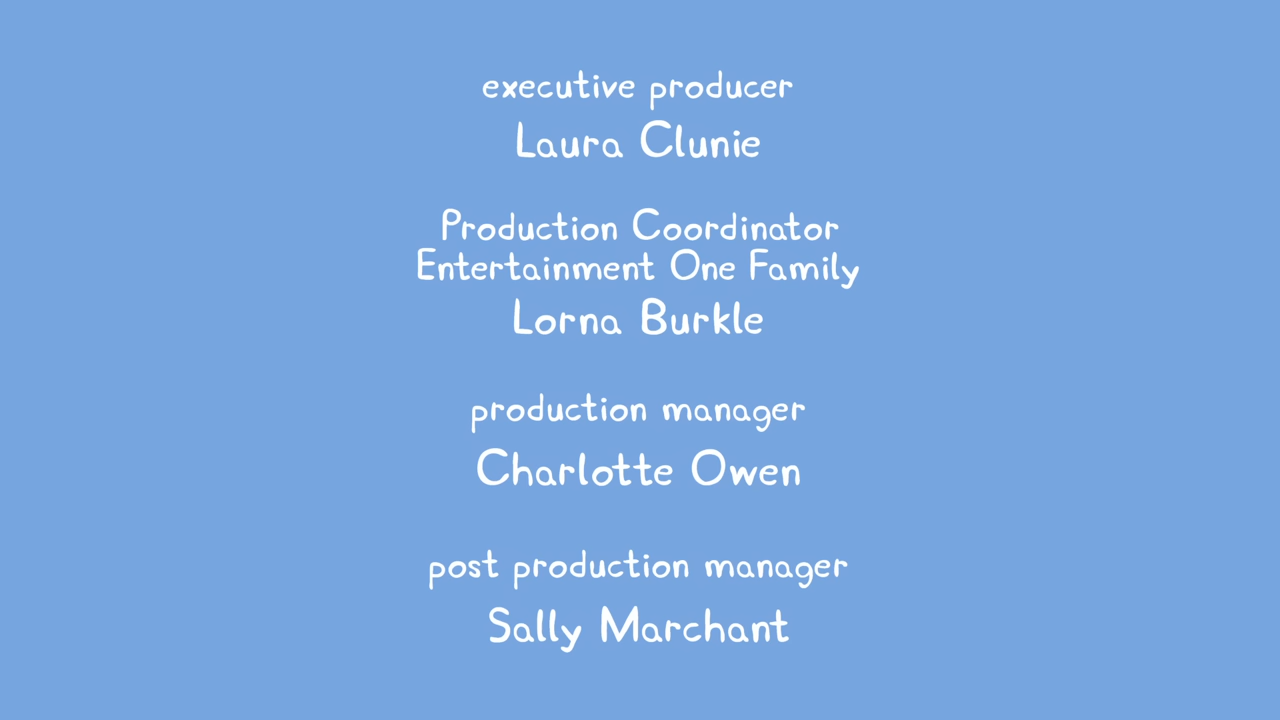 executive producer
Laura Clunie
Production Coordinator
Entertainment One Family
Lorna Burkle
production manager
Charlotte Owen
post production manager
Sally Marchant